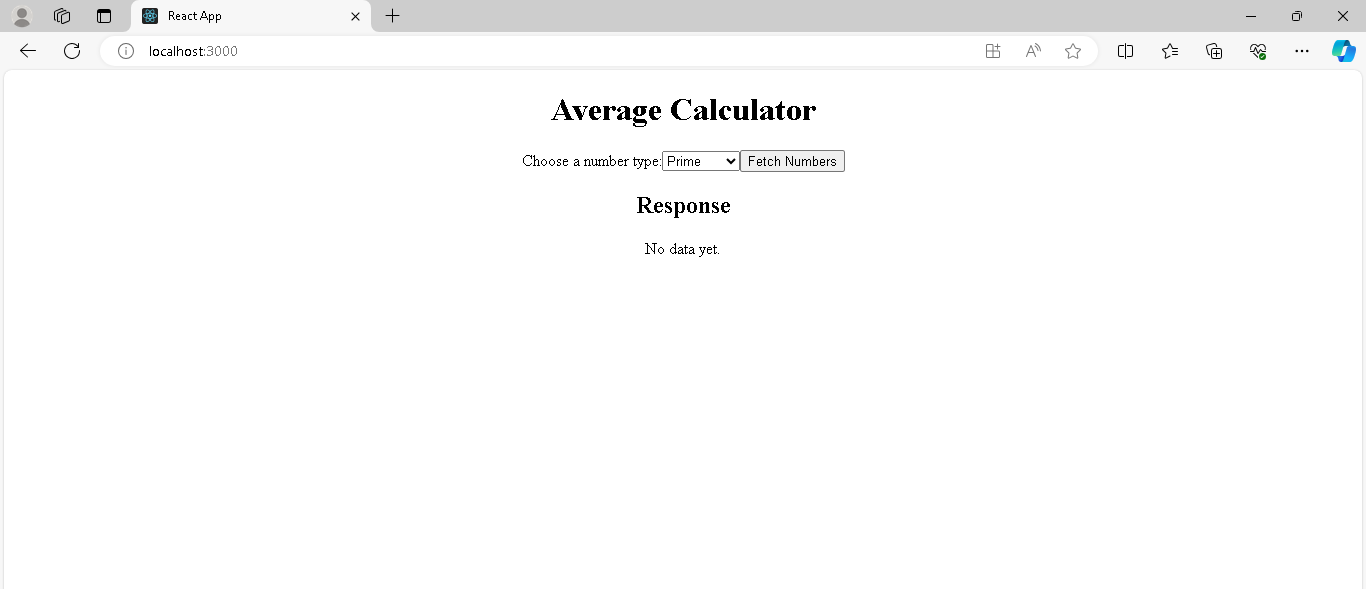 React App
localhost:3000
Average Calculator
Choose a number type: Prime Fetch Numbers
Response
No data yet.